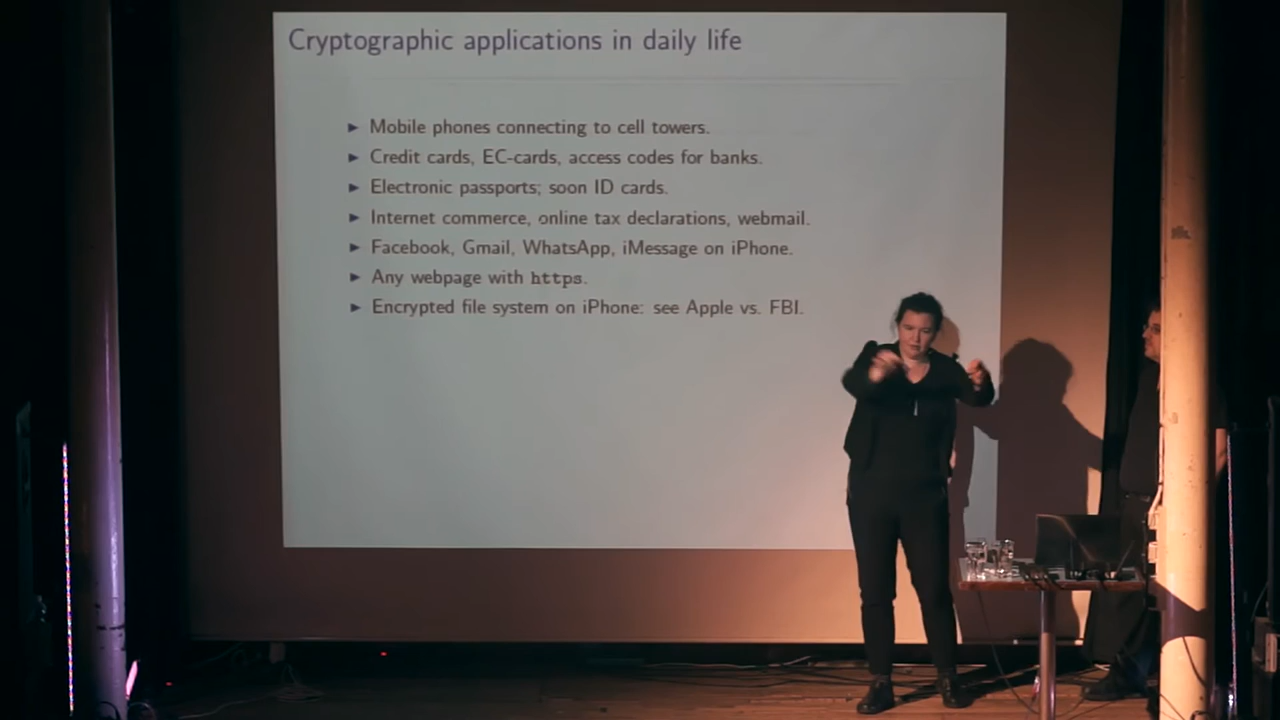 Cryptographic applications in daily life
► Mobile phones connecting to cell towers.
► Credit cards, EC-cards, access codes for banks.
► Electronic passports; soon ID cards.
► Internet commerce, online tax declarations, webmail.
► Facebook, Gmail, WhatsApp, iMessage on iPhone.
► Any webpage with https.
► Encrypted file system on iPhone: see Apple vs. FBI.